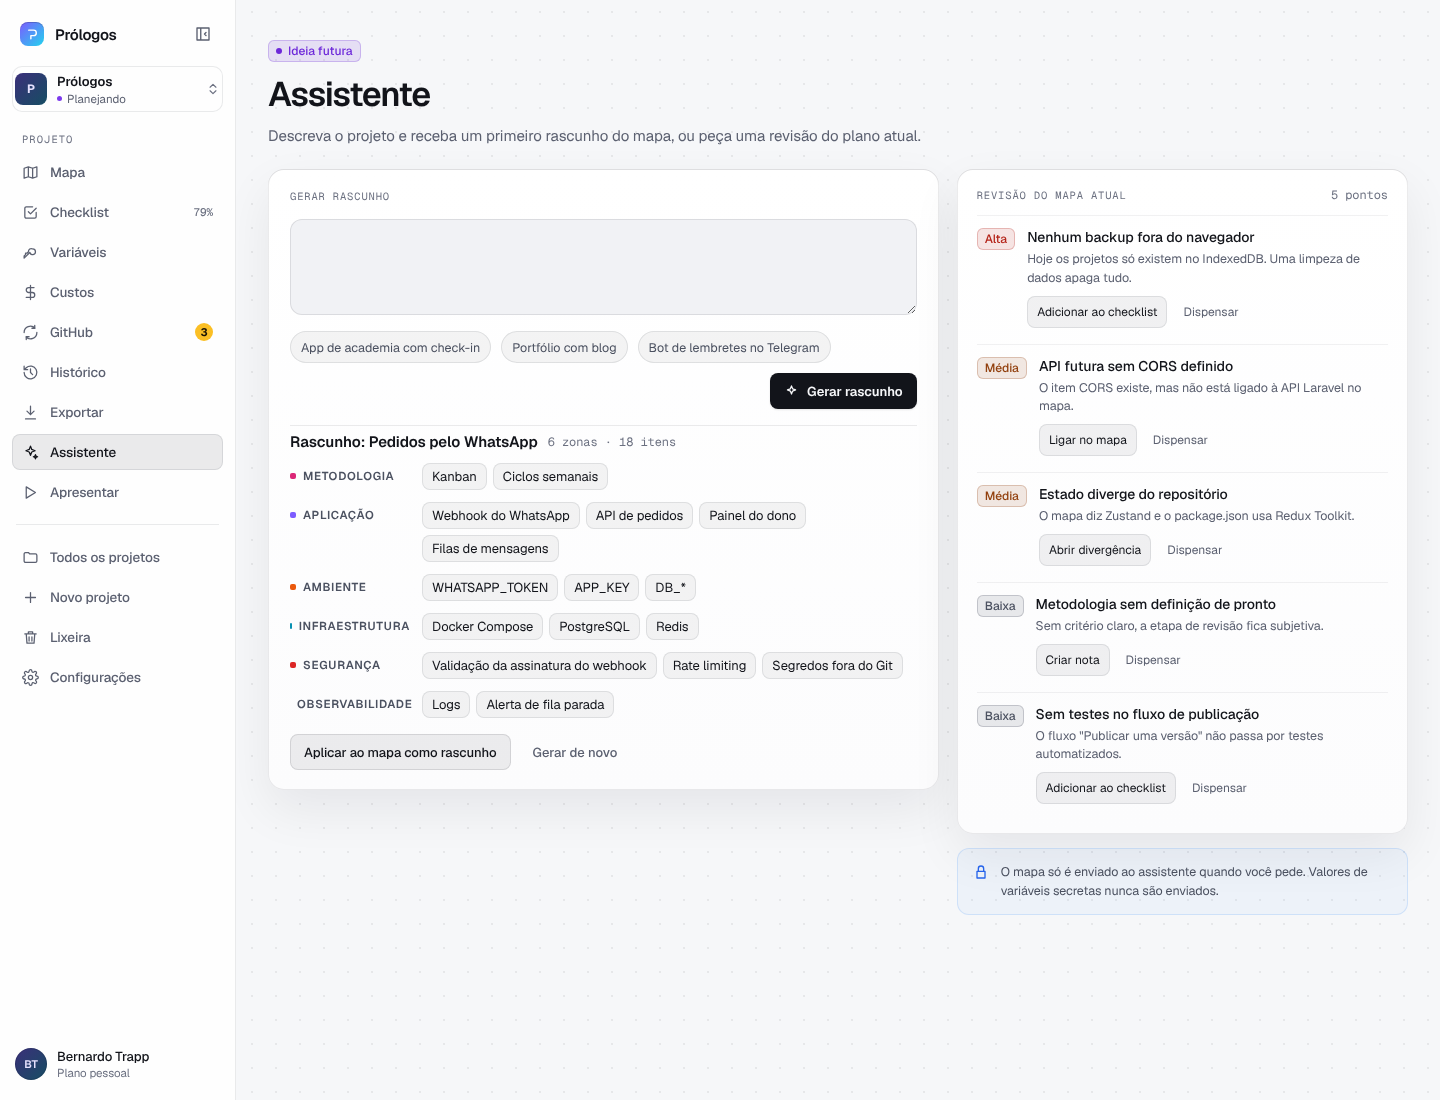 Prólogos
P
Prólogos
Planejando
PROJETO
Mapa
Checklist
79%
Variáveis
Custos
GitHub
3
Histórico
Exportar
Assistente
Apresentar
Todos os projetos
Novo projeto
Lixeira
Configurações
BT
Bernardo Trapp
Plano pessoal
Ideia futura
Assistente
Descreva o projeto e receba um primeiro rascunho do mapa, ou peça uma revisão do plano atual.
GERAR RASCUNHO
App de academia com check-in
Portfólio com blog
Bot de lembretes no Telegram
Gerar rascunho
Rascunho: Pedidos pelo WhatsApp 6 zonas · 18 itens
METODOLOGIA
Kanban
Ciclos semanais
APLICAÇÃO
Webhook do WhatsApp
API de pedidos
Painel do dono
Filas de mensagens
AMBIENTE
WHATSAPP_TOKEN
APP_KEY
DB_*
INFRAESTRUTURA
Docker Compose
PostgreSQL
Redis
SEGURANÇA
Validação da assinatura do webhook
Rate limiting
Segredos fora do Git
OBSERVABILIDADE
Logs
Alerta de fila parada
Aplicar ao mapa como rascunho
Gerar de novo
REVISÃO DO MAPA ATUAL
5 pontos
Alta
Nenhum backup fora do navegador
Hoje os projetos só existem no IndexedDB. Uma limpeza de
dados apaga tudo.
Adicionar ao checklist
Dispensar
Média
API futura sem CORS definido
O item CORS existe, mas não está ligado à API Laravel no
mapa.
Ligar no mapa
Dispensar
Média
Estado diverge do repositório
O mapa diz Zustand e o package.json usa Redux Toolkit.
Abrir divergência
Dispensar
Baixa
Metodologia sem definição de pronto
Sem critério claro, a etapa de revisão fica subjetiva.
Criar nota
Dispensar
Baixa
Sem testes no fluxo de publicação
O fluxo "Publicar uma versão" não passa por testes
automatizados.
Adicionar ao checklist
Dispensar
O mapa só é enviado ao assistente quando você pede. Valores de
variáveis secretas nunca são enviados.